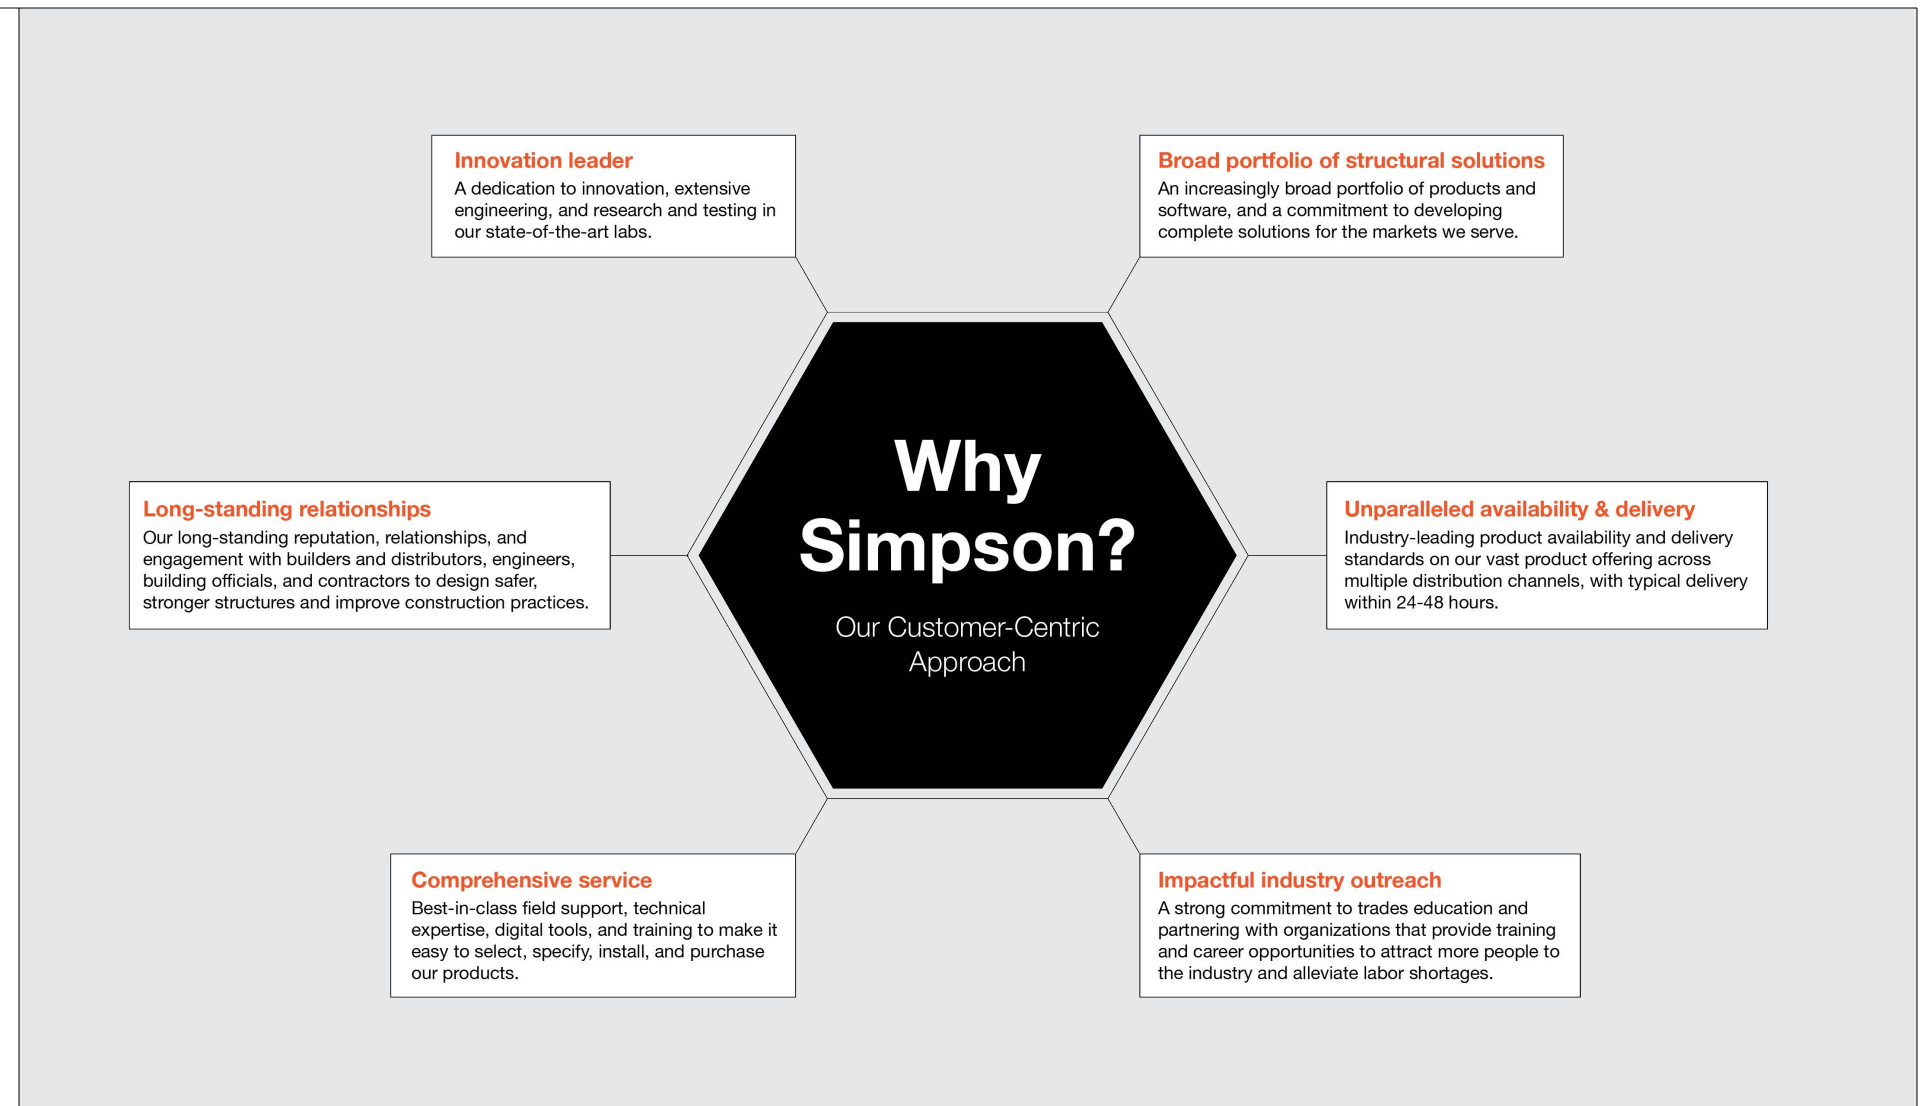 Innovation leader
A dedication to innovation, extensive
engineering, and research and testing in
our state-of-the-art labs.
Broad portfolio of structural solutions
An increasingly broad portfolio of products and
software, and a commitment to developing
complete solutions for the markets we serve.
Long-standing relationships
Our long-standing reputation, relationships, and
engagement with builders and distributors, engineers,
building officials, and contractors to design safer,
stronger structures and improve construction practices.
Why
Simpson?
Our Customer-Centric
Approach
Unparalleled availability & delivery
Industry-leading product availability and delivery
standards on our vast product offering across
multiple distribution channels, with typical delivery
within 24-48 hours.
Comprehensive service
Best-in-class field support, technical
expertise, digital tools, and training to make it
easy to select, specify, install, and purchase
our products.
Impactful industry outreach
A strong commitment to trades education and
partnering with organizations that provide training
and career opportunities to attract more people to
the industry and alleviate labor shortages.